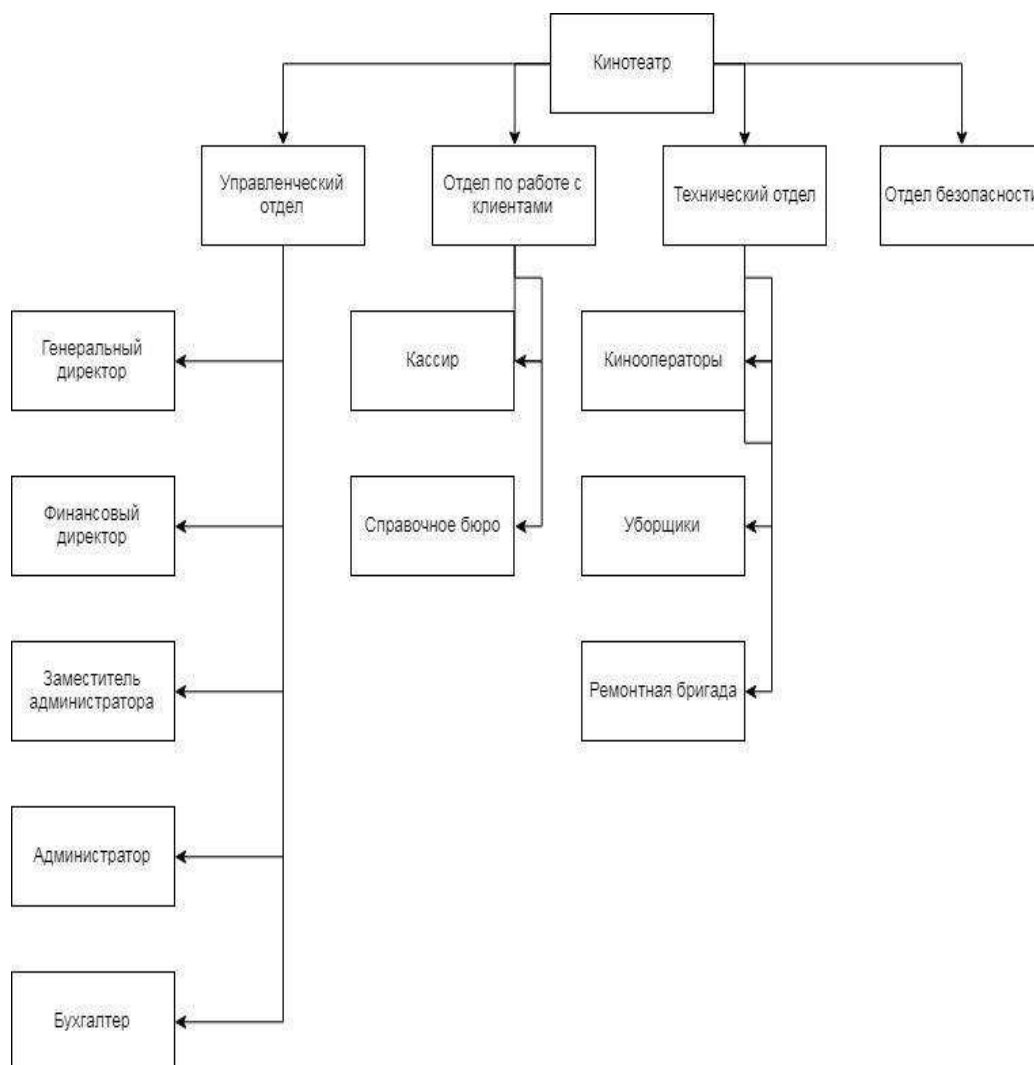 Кинотеатр
Управленческий
отдел
Отдел по работе с
клиентами
Технический отдел
Отдел безопасности
Генеральный
директор
Кассир
Кинооператоры
Финансовый
директор
Справочное бюро
Уборщики
Заместитель
администратора
Ремонтная бригада
Администратор
Бухгалтер